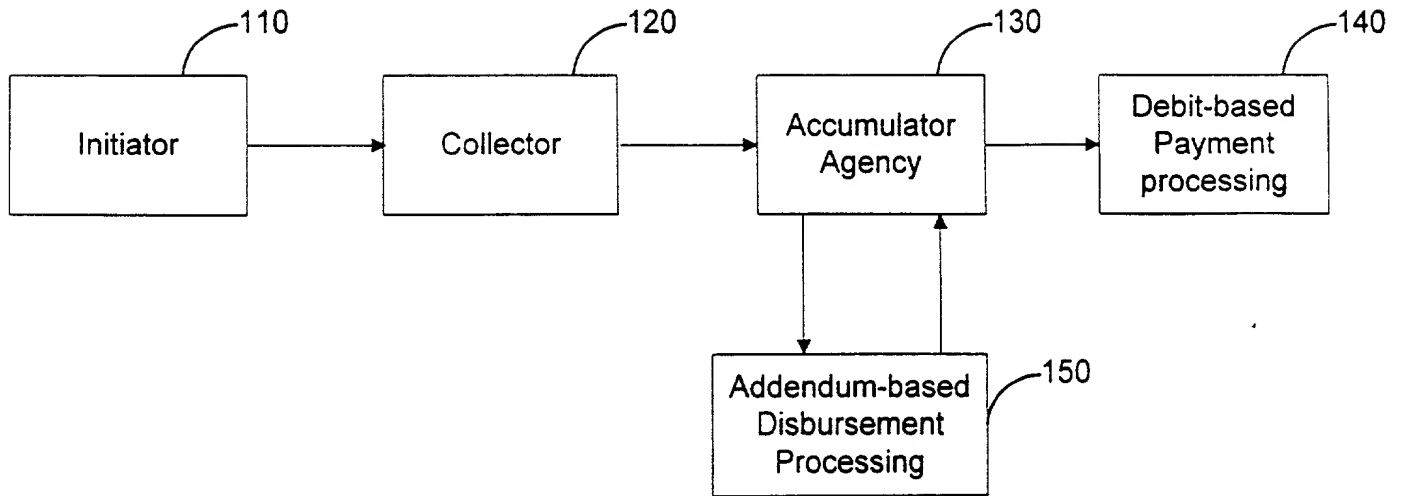 110
120
130
140
Initiator
Collector
Accumulator
Agency
Debit-based
Payment
processing
150
Addendum-based
Disbursement
Processing